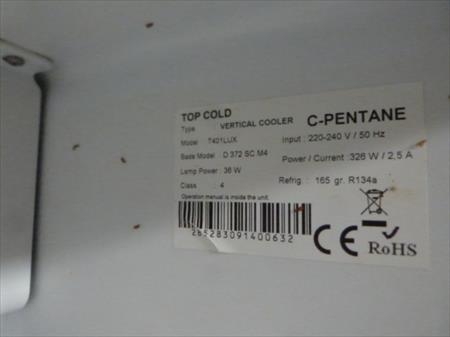 TOP COLD
Type : VERTICAL COOLER C-PENTANE
Model : T401LUX Input : 220-240 V / 50 Hz
Base Model : D 372 SC M4 Power / Current : 326 W / 2,5 A
Lamp Power : 36 W Refrig. : 165 gr. R134a
Class : 4
Operation manual is inside the unit.
265283091400632
CE RoHS